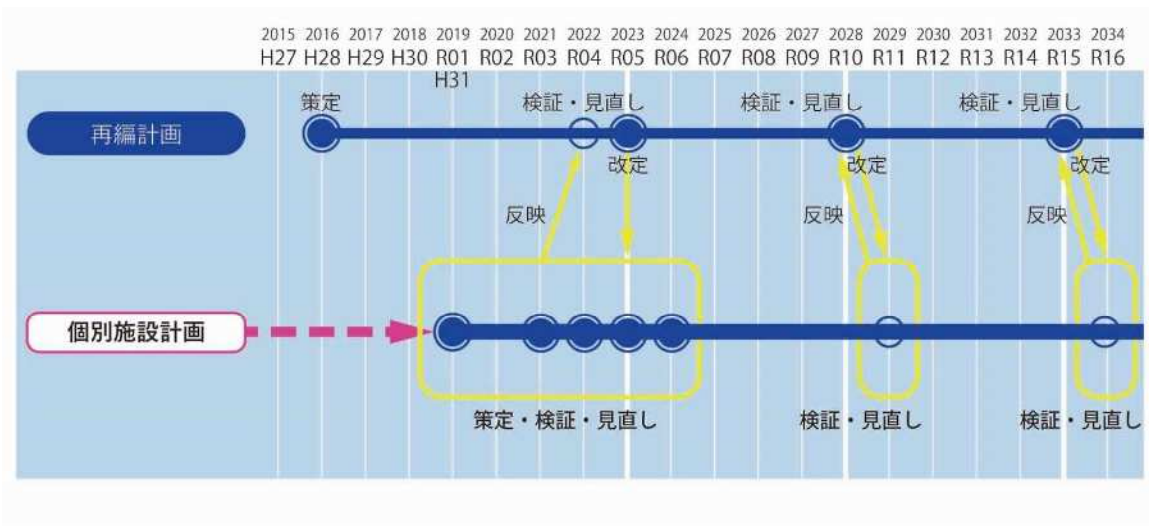 2015 2016 2017 2018 2019 2020 2021 2022 2023 2024 2025 2026 2027 2028 2029 2030 2031 2032 2033 2034
H27 H28 H29 H30 R01 R02 R03 R04 R05 R06 R07 R08 R09 R10 R11 R12 R13 R14 R15 R16
H31
策定 検証・見直し 検証・見直し 検証・見直し
再編計画
改定 改定 改定
反映 反映 反映
個別施設計画
策定・検証・見直し 検証・見直し 検証・見直し